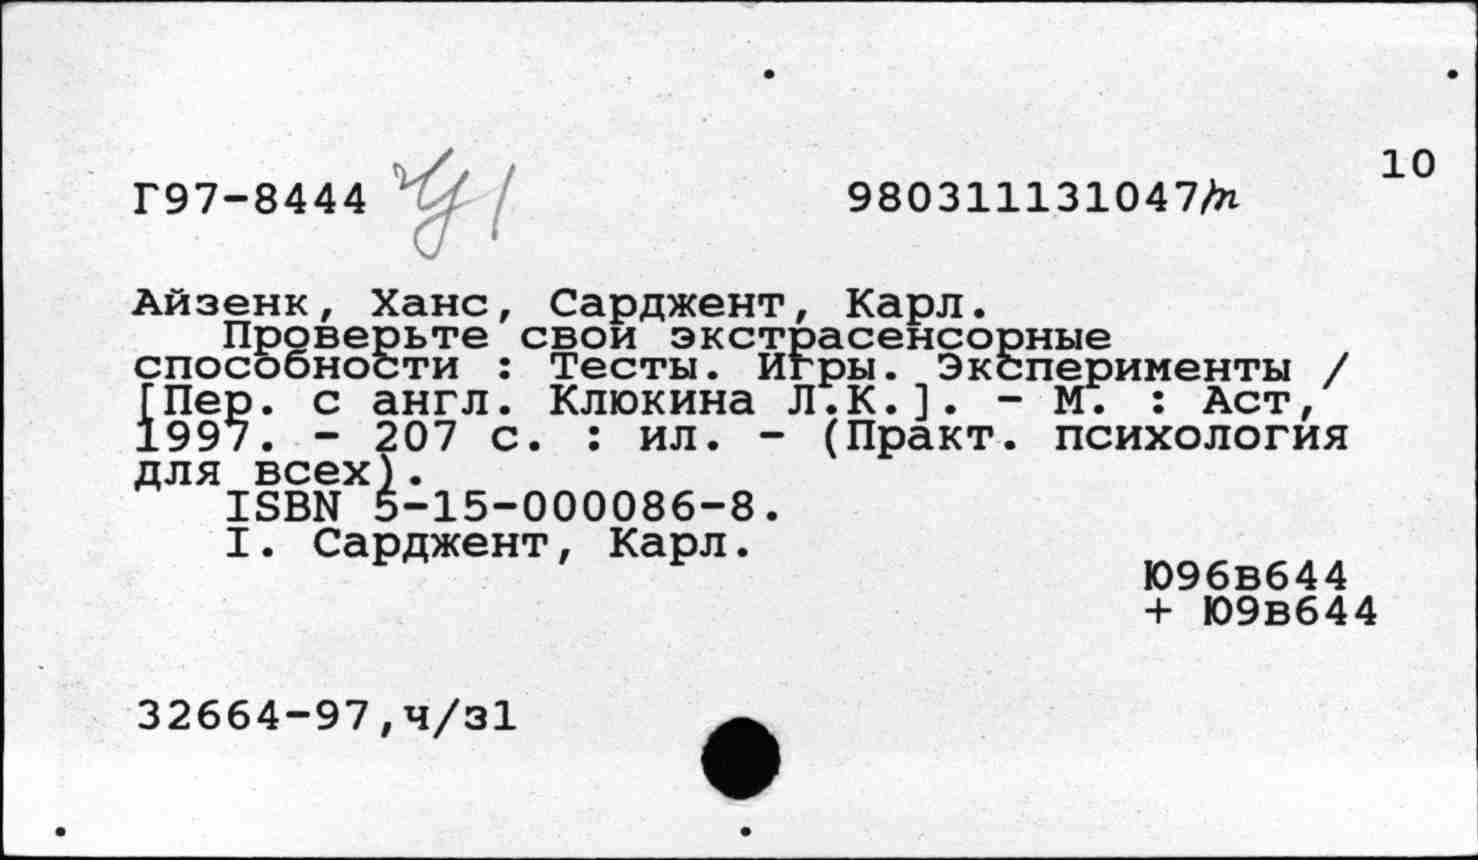 10
Г97-8444 980311131047/п
Айзенк, Ханс, Сарджент, Карл.
Проверьте свои экстрасенсорные
способности : Тесты. Игры. Эксперименты /
[Пер. с англ. Клюкина Л.К.]. - М. : Аст,
1997. - 207 с. : ил. - (Практ. психология
для всех).
ISBN 5-15-000086-8.
I. Сарджент, Карл.
Ю96в644
+ Ю9в644
32664-97,ч/з1